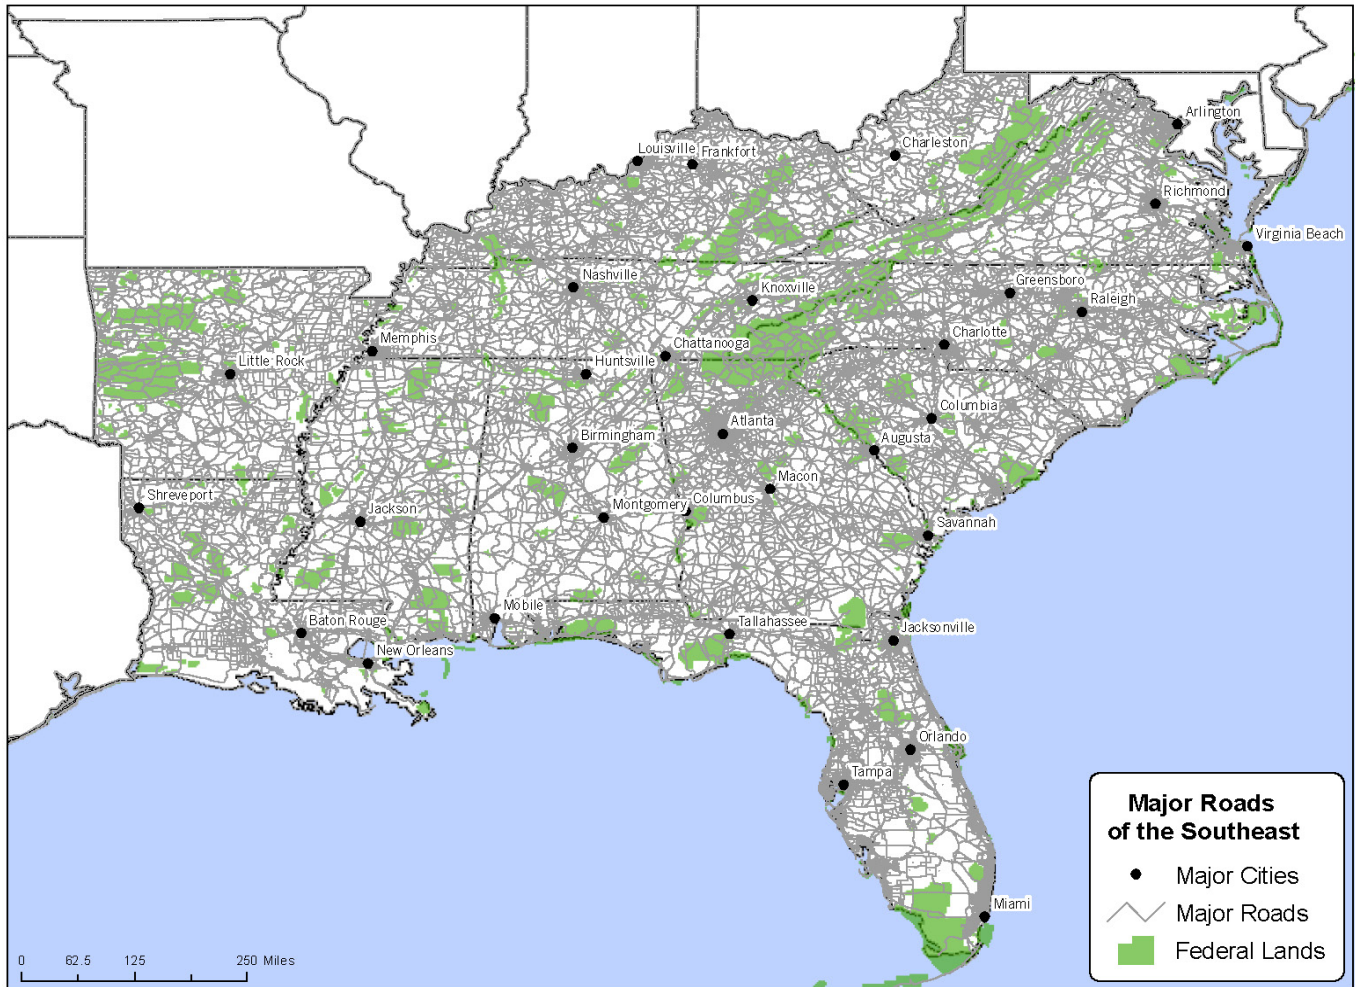 Arlington
Charleston
Louisville
Frankfort
Richmond
Virginia Beach
Nashville
Knoxville
Greensboro
Raleigh
Memphis
Chattanooga
Charlotte
Little Rock
Huntsville
Columbia
Atlanta
Birmingham
Augusta
Macon
Shreveport
Jackson
Montgomery
Columbus
Savannah
Mobile
Baton Rouge
Tallahassee
Jacksonville
New Orleans
Orlando
Tampa
Miami
Major Roads
of the Southeast
Major Cities
Major Roads
Federal Lands
0 62.5 125 250 Miles